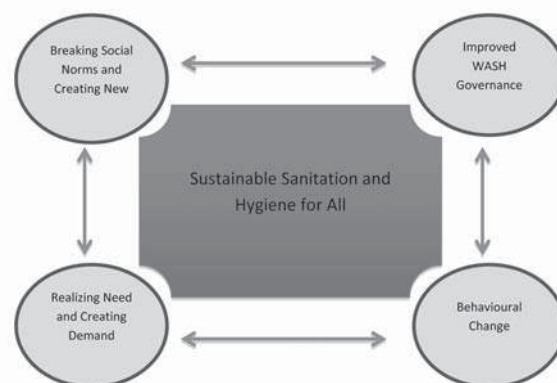 Breaking Social
Norms and
Creating New
Improved
WASH
Governance
Sustainable Sanitation and
Hygiene for All
Realizing Need
and Creating
Demand
Behavioural
Change